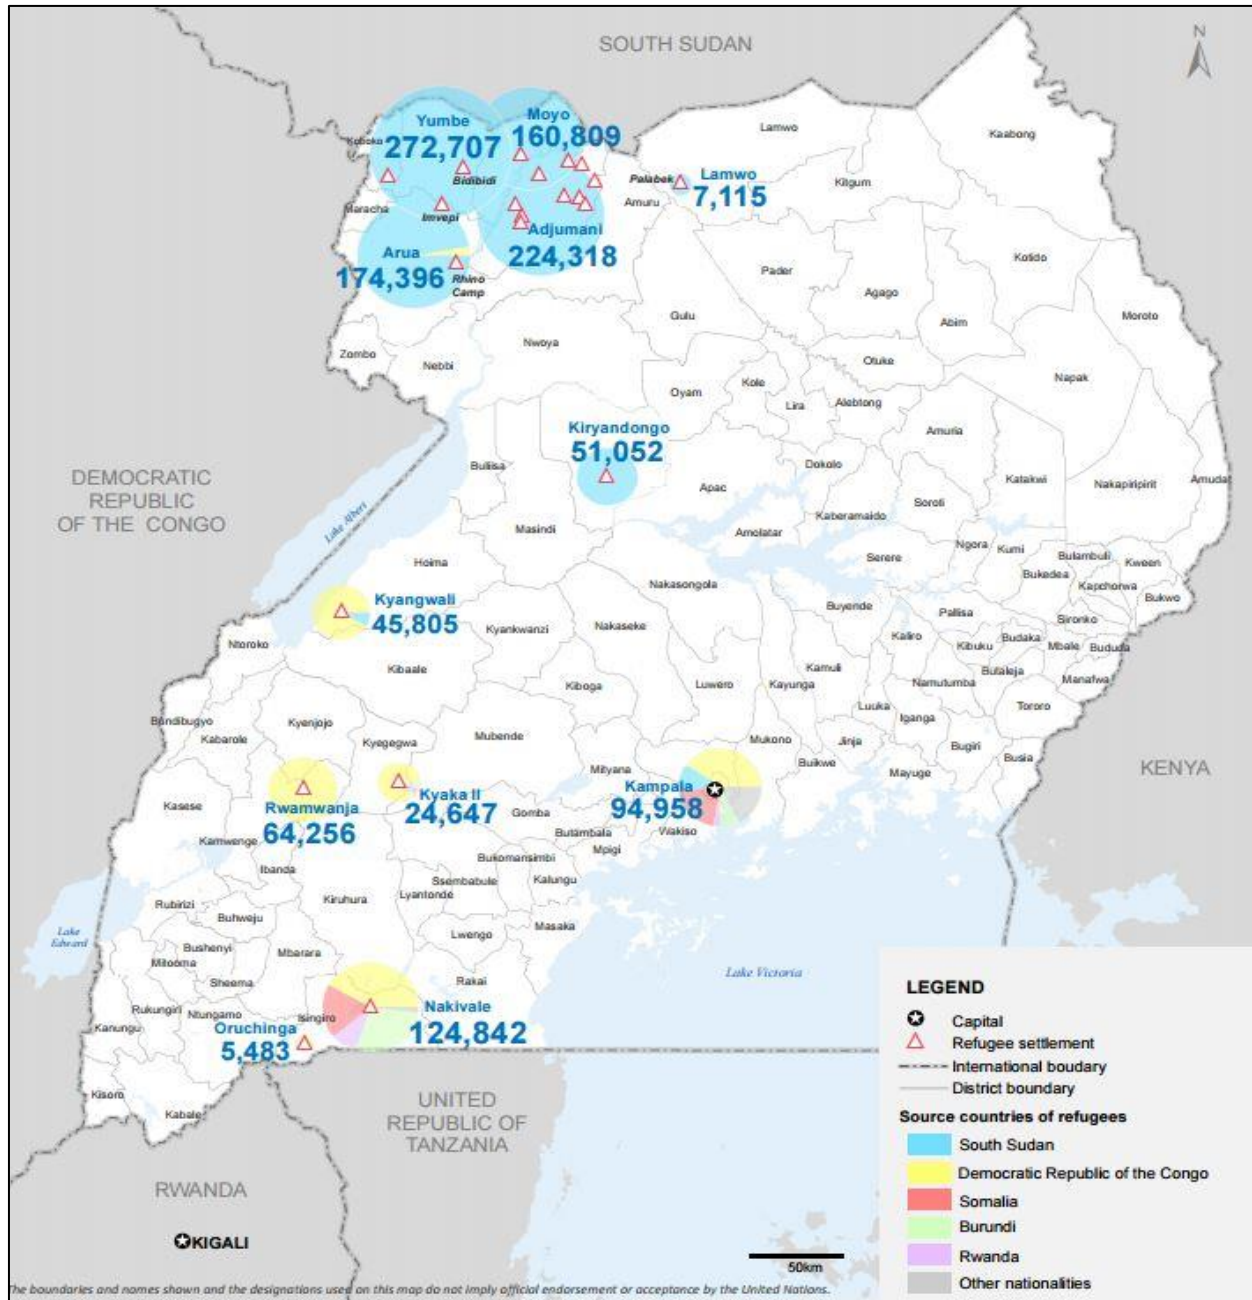 SOUTH SUDAN
N
Yumbe
272,707
Moyo
160,809
Koboko
Bidibidi
Imvepi
Maracha
Arua
174,396
Rhino
Camp
Adjumani
224,318
Palabek
Lamwo
7,115
Lamwo
Kaabong
Kitgum
Amuru
Pader
Kotido
Agago
Abim
Moroto
Gulu
Nwoya
Zombo
Nebbi
Otuke
Napak
Oyam
Kole
Lira
Alebtong
Kiryandongo
51,052
Amuria
DEMOCRATIC
REPUBLIC
OF THE CONGO
Lake Albert
Buliisa
Apac
Dokolo
Katakwi
Nakapiripirit
Amudat
Soroti
Kaberamaido
Masindi
Amolatar
Ngora
Kumi
Bulambuli
Kween
Serere
Bukedea
Kapchorwa
Bukwo
Hoima
Nakasongola
Kyangwali
45,805
Buyende
Pallisa
Sironko
Kyankwanzi
Nakaseke
Kaliro
Kibuku
Budaka
Mbale
Bududa
Ntoroko
Kibaale
Kamuli
Butaleja
Manafwa
Kiboga
Luwero
Kayunga
Namutumba
Tororo
Luuka
Iganga
Bundibugyo
Kyenjojo
Kabarole
Kyegegwa
Mubende
Mukono
Jinja
Bugiri
Busia
Buikwe
Mayuge
Mityana
KENYA
Kasese
Rwamwanja
64,256
Kyaka II
24,647
Kampala
94,958
Gomba
Butambala
Wakiso
Mpigi
Kamwenge
Ibanda
Bukomansimbi
Kalungu
Ssembabule
Lyantonde
Kiruhura
Rubirizi
Buhweju
Masaka
Lake
Edward
Bushenyi
Mitooma
Mbarara
Lwengo
Sheema
Rakai
Lake Victoria
Rukungiri
Ntungamo
Isingiro
Nakivale
124,842
Kanungu
Oruchinga
5,483
Kisoro
Kabale
UNITED
REPUBLIC OF
TANZANIA
RWANDA
KIGALI
LEGEND
Capital
Refugee settlement
International boudary
District boundary
Source countries of refugees
South Sudan
Democratic Republic of the Congo
Somalia
Burundi
Rwanda
Other nationalities
50km
The boundaries and names shown and the designations used on this map do not imply official endorsement or acceptance by the United Nations.